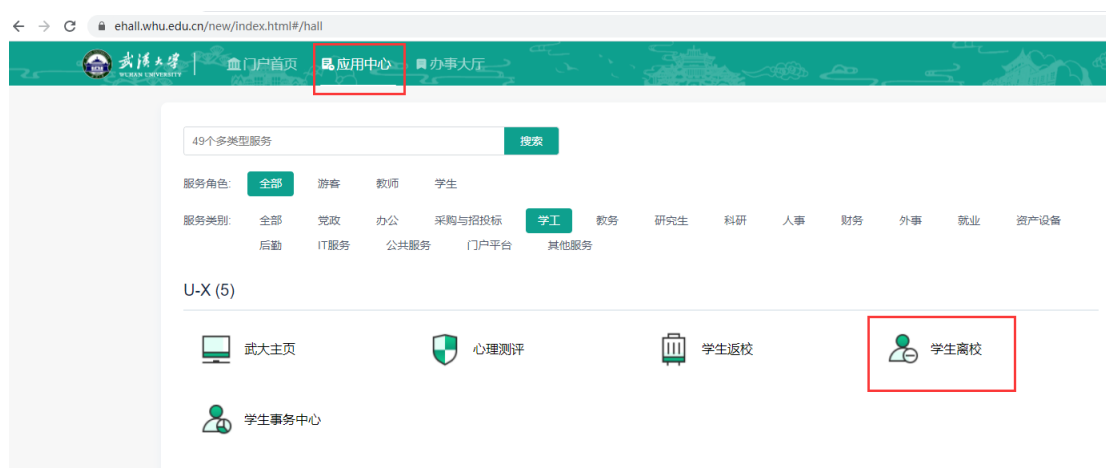 ehall.whu.edu.cn/new/index.html#/hall
武汉大学 WUHAN UNIVERSITY 门户首页 应用中心 办事大厅
49个多类型服务 搜索
服务角色: 全部 游客 教师 学生
服务类别: 全部 党政 办公 采购与招投标 学工 教务 研究生 科研 人事 财务 外事 就业 资产设备
后勤 IT服务 公共服务 门户平台 其他服务
U-X (5)
武大主页 心理测评 学生返校 学生离校
学生事务中心